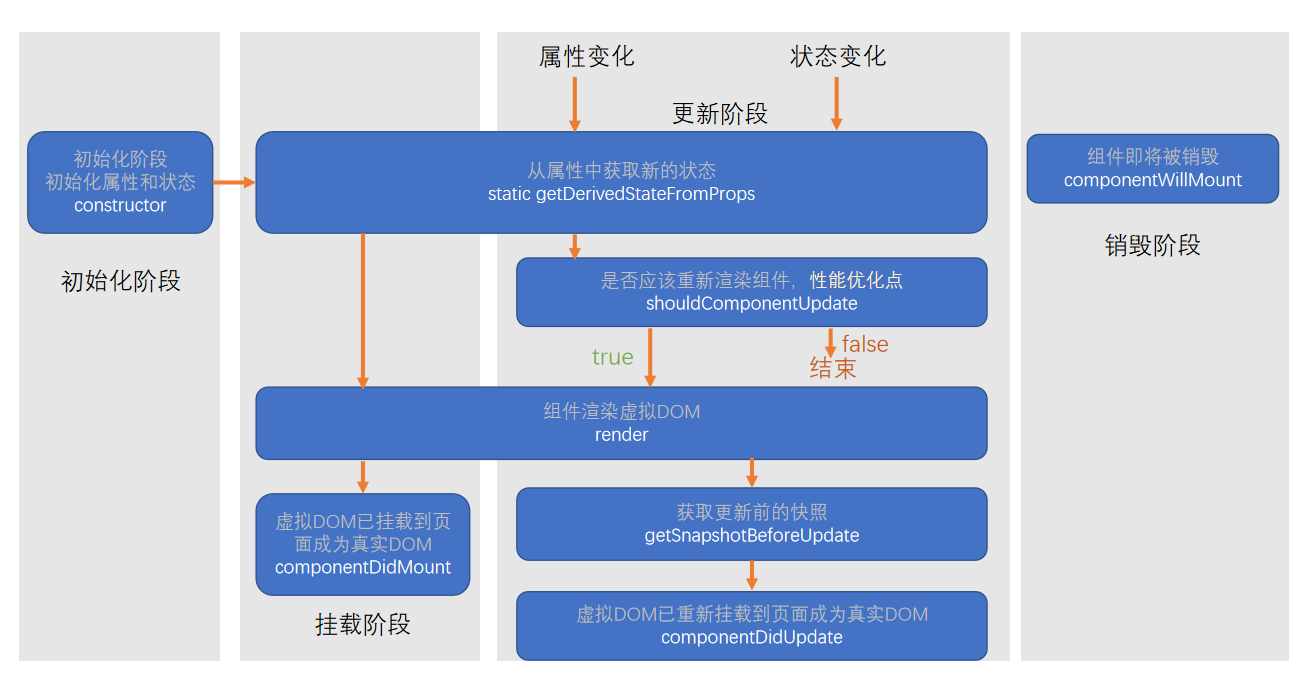 属性变化
状态变化
更新阶段
初始化阶段
初始化属性和状态
constructor
初始化阶段
从属性中获取新的状态
static getDerivedStateFromProps
是否应该重新渲染组件，性能优化点
shouldComponentUpdate
true
false
结束
组件渲染虚拟DOM
render
虚拟DOM已挂载到页
面成为真实DOM
componentDidMount
挂载阶段
获取更新前的快照
getSnapshotBeforeUpdate
虚拟DOM已重新挂载到页面成为真实DOM
componentDidUpdate
组件即将被销毁
componentWillMount
销毁阶段